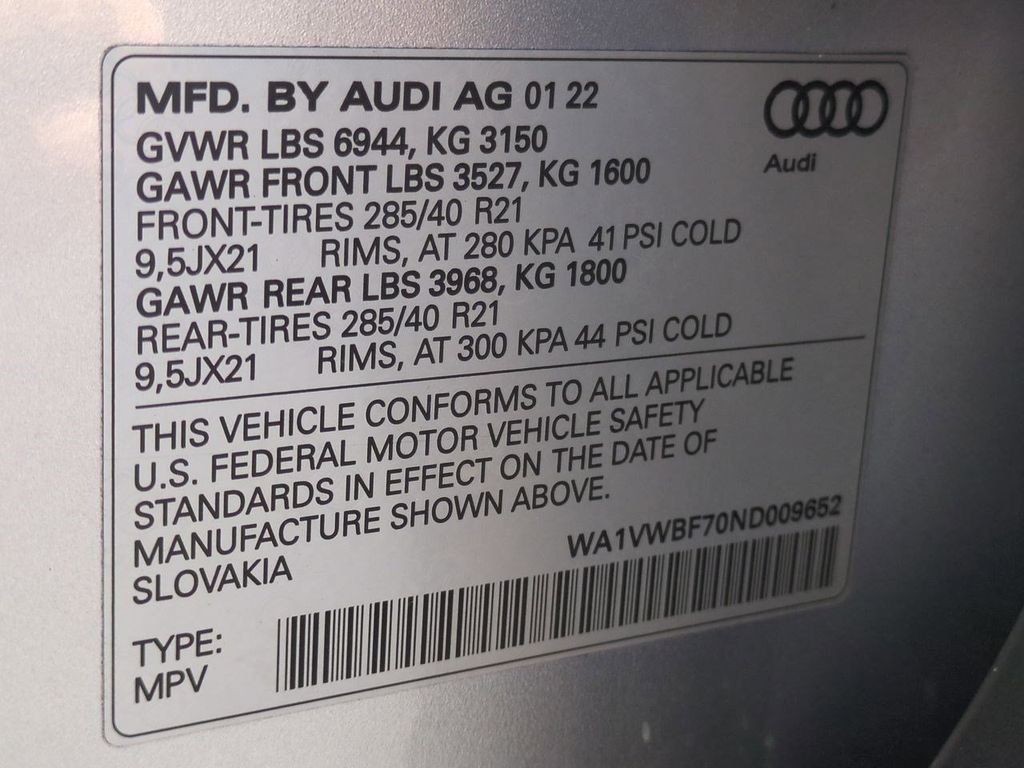 MFD. BY AUDI AG 01 22
Audi
GVWR LBS 6944, KG 3150
GAWR FRONT LBS 3527, KG 1600
FRONT-TIRES 285/40 R21
9,5JX21 RIMS, AT 280 KPA 41 PSI COLD
GAWR REAR LBS 3968, KG 1800
REAR-TIRES 285/40 R21
9,5JX21 RIMS, AT 300 KPA 44 PSI COLD
THIS VEHICLE CONFORMS TO ALL APPLICABLE
U.S. FEDERAL MOTOR VEHICLE SAFETY
STANDARDS IN EFFECT ON THE DATE OF
MANUFACTURE SHOWN ABOVE.
SLOVAKIA
WA1VWBF70ND009652
TYPE:
MPV